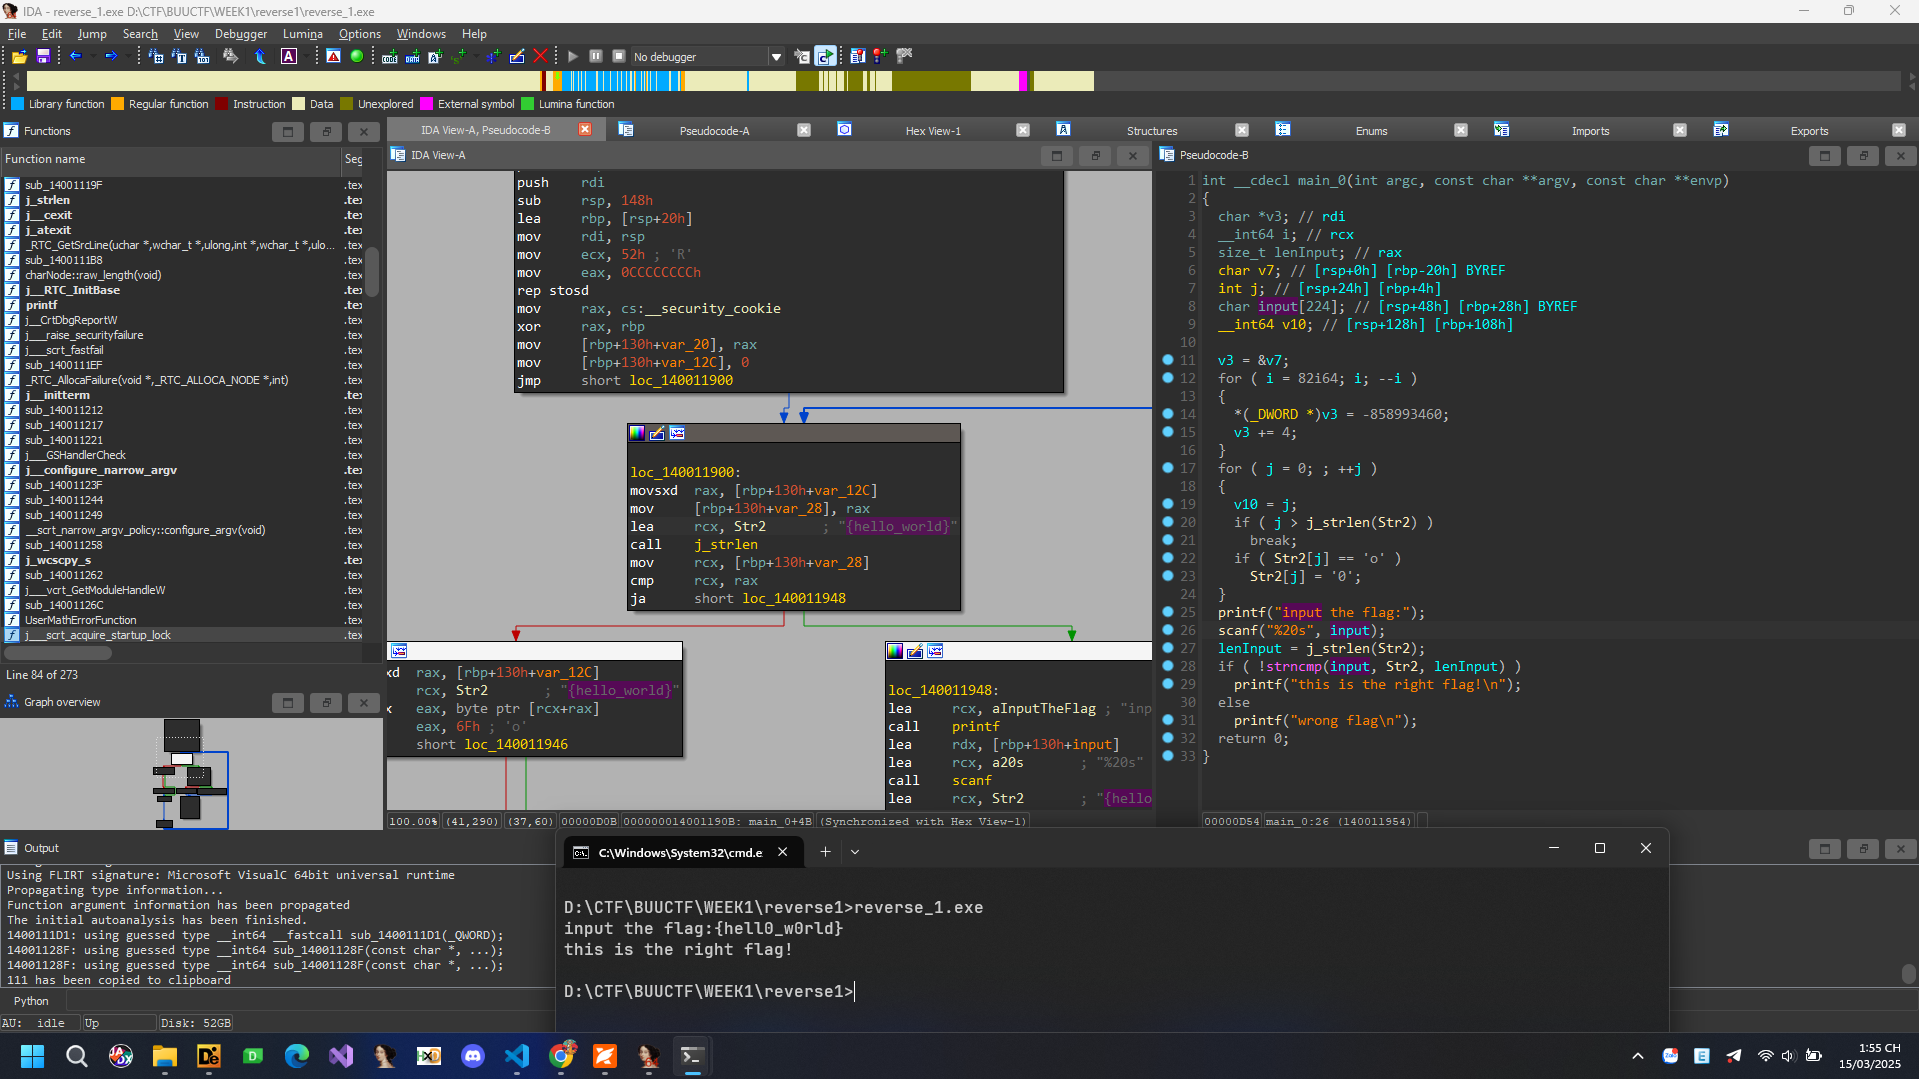 IDA - reverse_1.exe D:\CTF\BUUCTF\WEEK1\reverse1\reverse_1.exe
File Edit Jump Search View Debugger Lumina Options Windows Help
No debugger
Library function Regular function Instruction Data Unexplored External symbol Lumina function
Functions
Function name Seg
sub_14001119F .tex
j_strlen .tex
j__cexit .tex
j_atexit .tex
_RTC_GetSrcLine(uchar *,wchar_t *,ulong,int *,wchar_t *,ulo... .tex
sub_1400111B8 .tex
charNode::raw_length(void) .tex
j__RTC_InitBase .tex
printf .tex
j__CrtDbgReportW .tex
j___raise_securityfailure .tex
j___scrt_fastfail .tex
sub_1400111EF .tex
_RTC_AllocaFailure(void *,_RTC_ALLOCA_NODE *,int) .tex
j__initterm .tex
sub_140011212 .tex
sub_140011217 .tex
sub_140011221 .tex
j___GSHandlerCheck .tex
j__configure_narrow_argv .tex
sub_14001123F .tex
sub_140011244 .tex
sub_140011249 .tex
__scrt_narrow_argv_policy::configure_argv(void) .tex
sub_140011258 .tex
j_wcscpy_s .tex
sub_140011262 .tex
j___vcrt_GetModuleHandleW .tex
sub_14001126C .tex
UserMathErrorFunction .tex
j___scrt_acquire_startup_lock .tex
Line 84 of 273
Graph overview
IDA View-A, Pseudocode-B Pseudocode-A Hex View-1 Structures Enums Imports Exports
IDA View-A
push rdi
sub rsp, 148h
lea rbp, [rsp+20h]
mov rdi, rsp
mov ecx, 52h ; 'R'
mov eax, 0CCCCCCCCh
rep stosd
mov rax, cs:__security_cookie
xor rax, rbp
mov [rbp+130h+var_20], rax
mov [rbp+130h+var_12C], 0
jmp short loc_140011900
loc_140011900:
movsxd rax, [rbp+130h+var_12C]
mov [rbp+130h+var_28], rax
lea rcx, Str2 ; "{hello_world}"
call j_strlen
mov rcx, [rbp+130h+var_28]
cmp rcx, rax
ja short loc_140011948
xd rax, [rbp+130h+var_12C]
rcx, Str2 ; "{hello_world}"
x eax, byte ptr [rcx+rax]
eax, 6Fh ; 'o'
short loc_140011946
loc_140011948:
lea rcx, aInputTheFlag ; "inp
call printf
lea rdx, [rbp+130h+input]
lea rcx, a20s ; "%20s"
call scanf
lea rcx, Str2 ; "{hello
100.00% (41,290) (37,60) 00000D0B 000000014001190B: main_0+4B (Synchronized with Hex View-1)
Pseudocode-B
1 int __cdecl main_0(int argc, const char **argv, const char **envp)
2 {
3 char *v3; // rdi
4 __int64 i; // rcx
5 size_t lenInput; // rax
6 char v7; // [rsp+0h] [rbp-20h] BYREF
7 int j; // [rsp+24h] [rbp+4h]
8 char input[224]; // [rsp+48h] [rbp+28h] BYREF
9 __int64 v10; // [rsp+128h] [rbp+108h]
10
11 v3 = &v7;
12 for ( i = 82i64; i; --i )
13 {
14 *(_DWORD *)v3 = -858993460;
15 v3 += 4;
16 }
17 for ( j = 0; ; ++j )
18 {
19 v10 = j;
20 if ( j > j_strlen(Str2) )
21 break;
22 if ( Str2[j] == 'o' )
23 Str2[j] = '0';
24 }
25 printf("input the flag:");
26 scanf("%20s", input);
27 lenInput = j_strlen(Str2);
28 if ( !strncmp(input, Str2, lenInput) )
29 printf("this is the right flag!\n");
30 else
31 printf("wrong flag\n");
32 return 0;
33 }
00000D54 main_0:26 (140011954)
Output
Using FLIRT signature: Microsoft VisualC 64bit universal runtime
Propagating type information...
Function argument information has been propagated
The initial autoanalysis has been finished.
1400111D1: using guessed type __int64 __fastcall sub_1400111D1(_QWORD);
14001128F: using guessed type __int64 sub_14001128F(const char *, ...);
14001128F: using guessed type __int64 sub_14001128F(const char *, ...);
111 has been copied to clipboard
Python
AU: idle Up Disk: 52GB
C:\Windows\System32\cmd.e
D:\CTF\BUUCTF\WEEK1\reverse1>reverse_1.exe
input the flag:{hell0_w0rld}
this is the right flag!
D:\CTF\BUUCTF\WEEK1\reverse1>
1:55 CH
15/03/2025